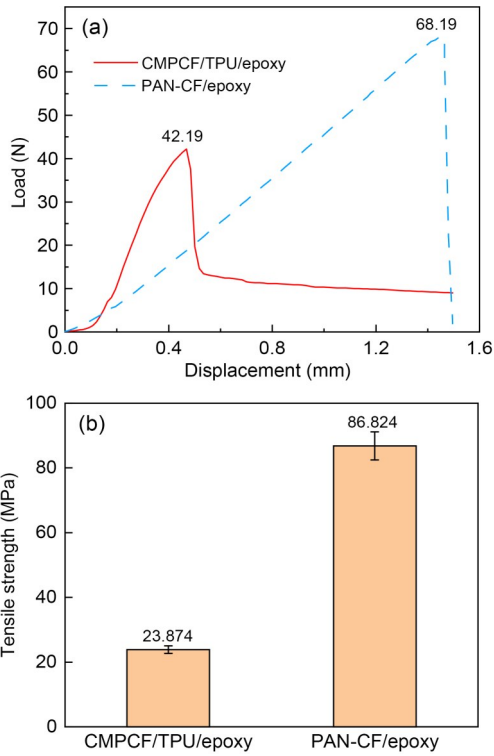 (a)
68.19
CMPCF/TPU/epoxy
PAN-CF/epoxy
42.19
Load (N)
70
60
50
40
30
20
10
0
0.0 0.4 0.8 1.2 1.6
Displacement (mm)
(b)
86.824
23.874
Tensile strength (MPa)
100
80
60
40
20
0
CMPCF/TPU/epoxy PAN-CF/epoxy